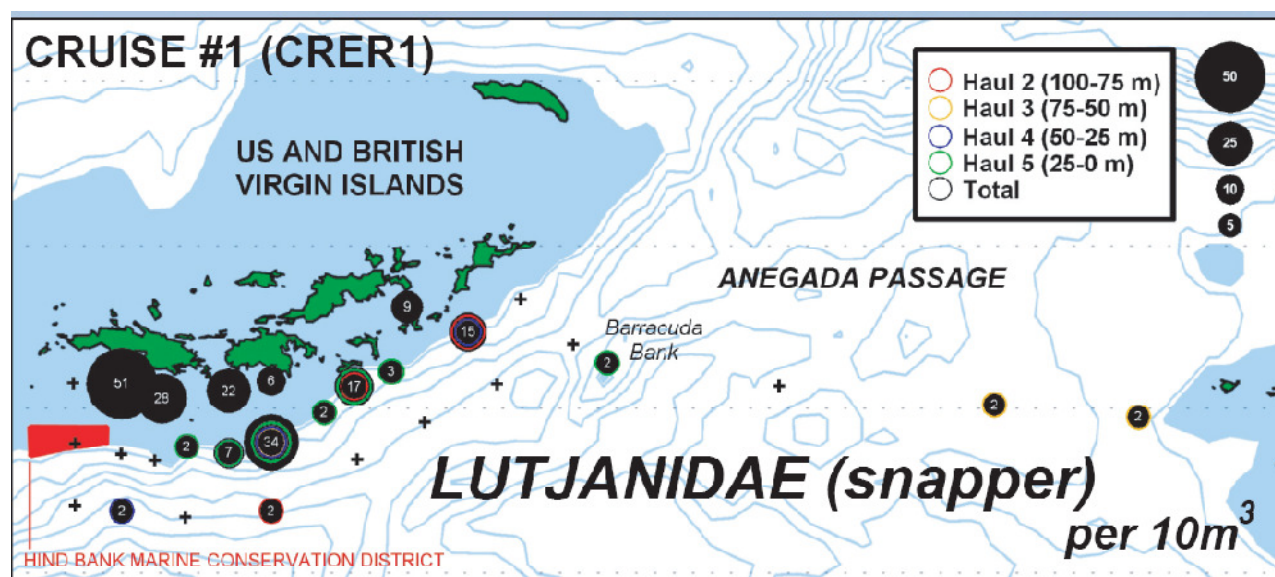 CRUISE #1 (CRER1)
Haul 2 (100-75 m)
Haul 3 (75-50 m)
Haul 4 (50-25 m)
Haul 5 (25-0 m)
Total
50
25
10
5
US AND BRITISH
VIRGIN ISLANDS
ANEGADA PASSAGE
9
15
Barracuda
Bank
2
51
28
22
6
17
3
2
2
2
2
7
34
LUTJANIDAE (snapper)
per 10m³
2
2
HIND BANK MARINE CONSERVATION DISTRICT